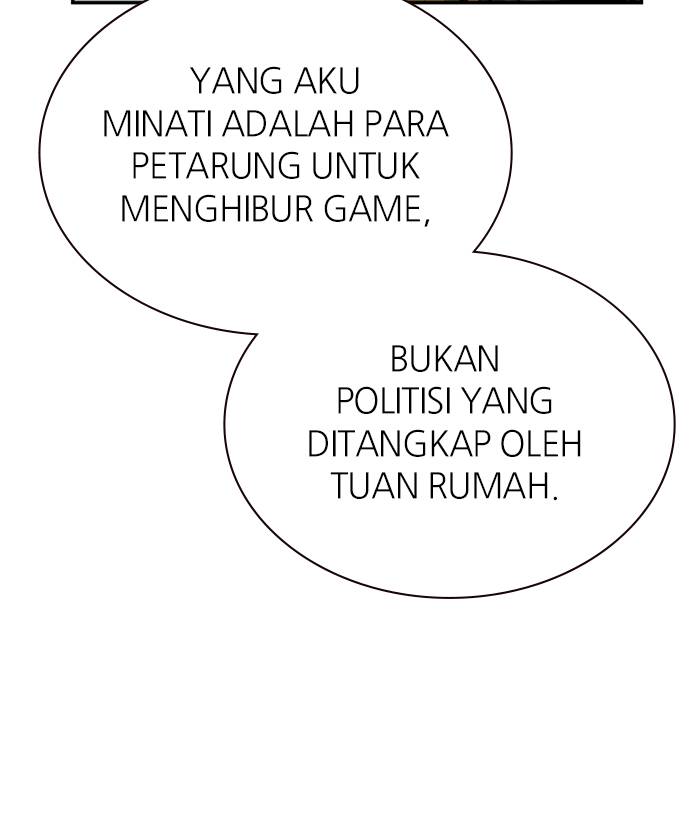 YANG AKU
MINATI ADALAH PARA
PETARUNG UNTUK
MENGHIBUR GAME,
BUKAN
POLITISI YANG
DITANGKAP OLEH
TUAN RUMAH.